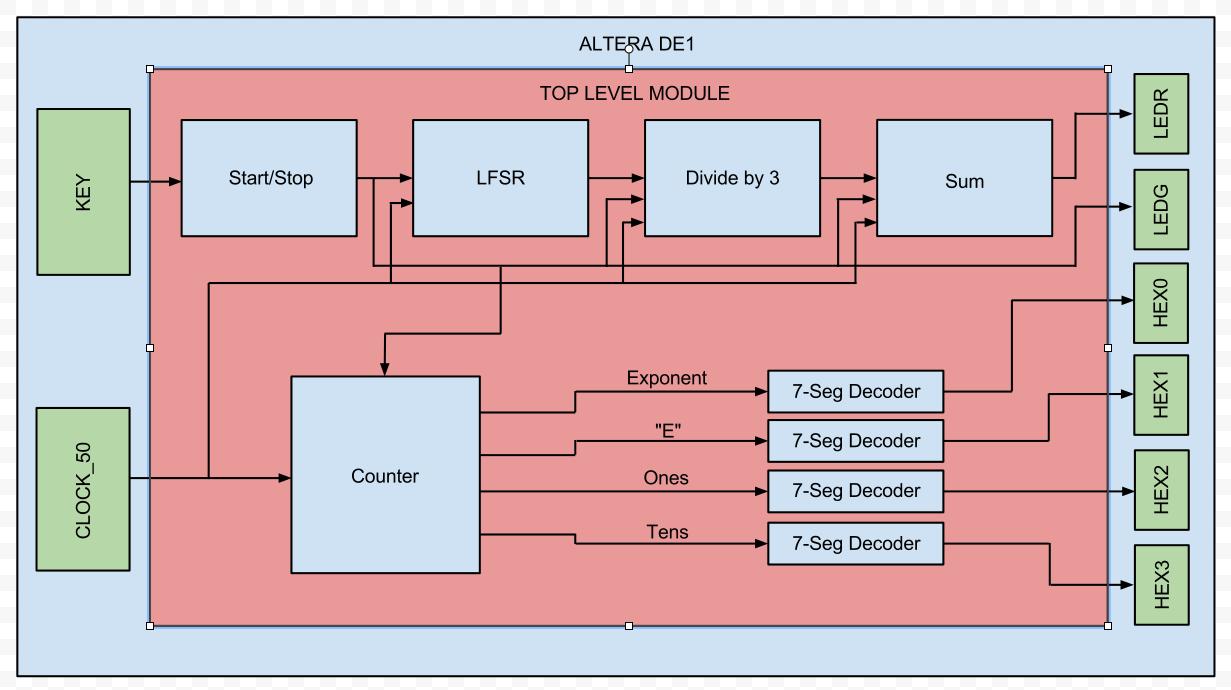 ALTERA DE1
TOP LEVEL MODULE
KEY
Start/Stop
LFSR
Divide by 3
Sum
LEDR
LEDG
HEX0
HEX1
HEX2
HEX3
CLOCK_50
Counter
Exponent
7-Seg Decoder
"E"
7-Seg Decoder
Ones
7-Seg Decoder
Tens
7-Seg Decoder